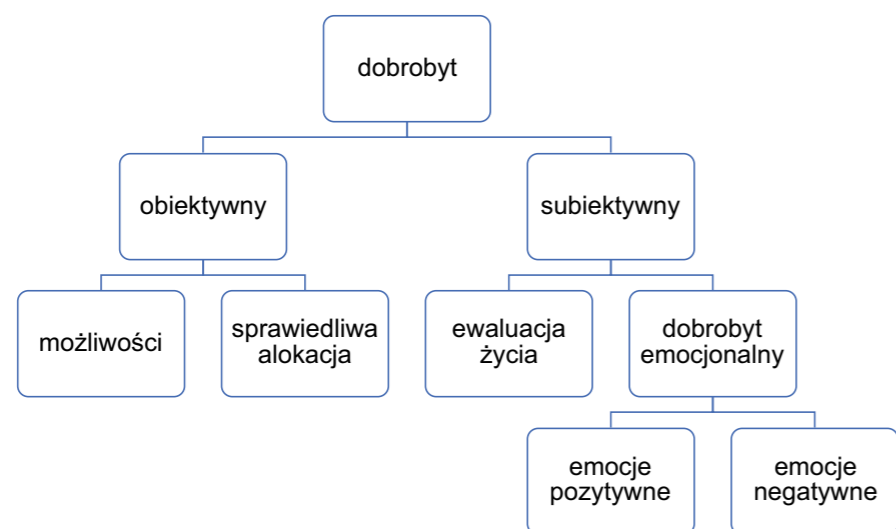 dobrobyt
obiektywny
subiektywny
możliwości
sprawiedliwa
alokacja
ewaluacja
życia
dobrobyt
emocjonalny
emocje
pozytywne
emocje
negatywne